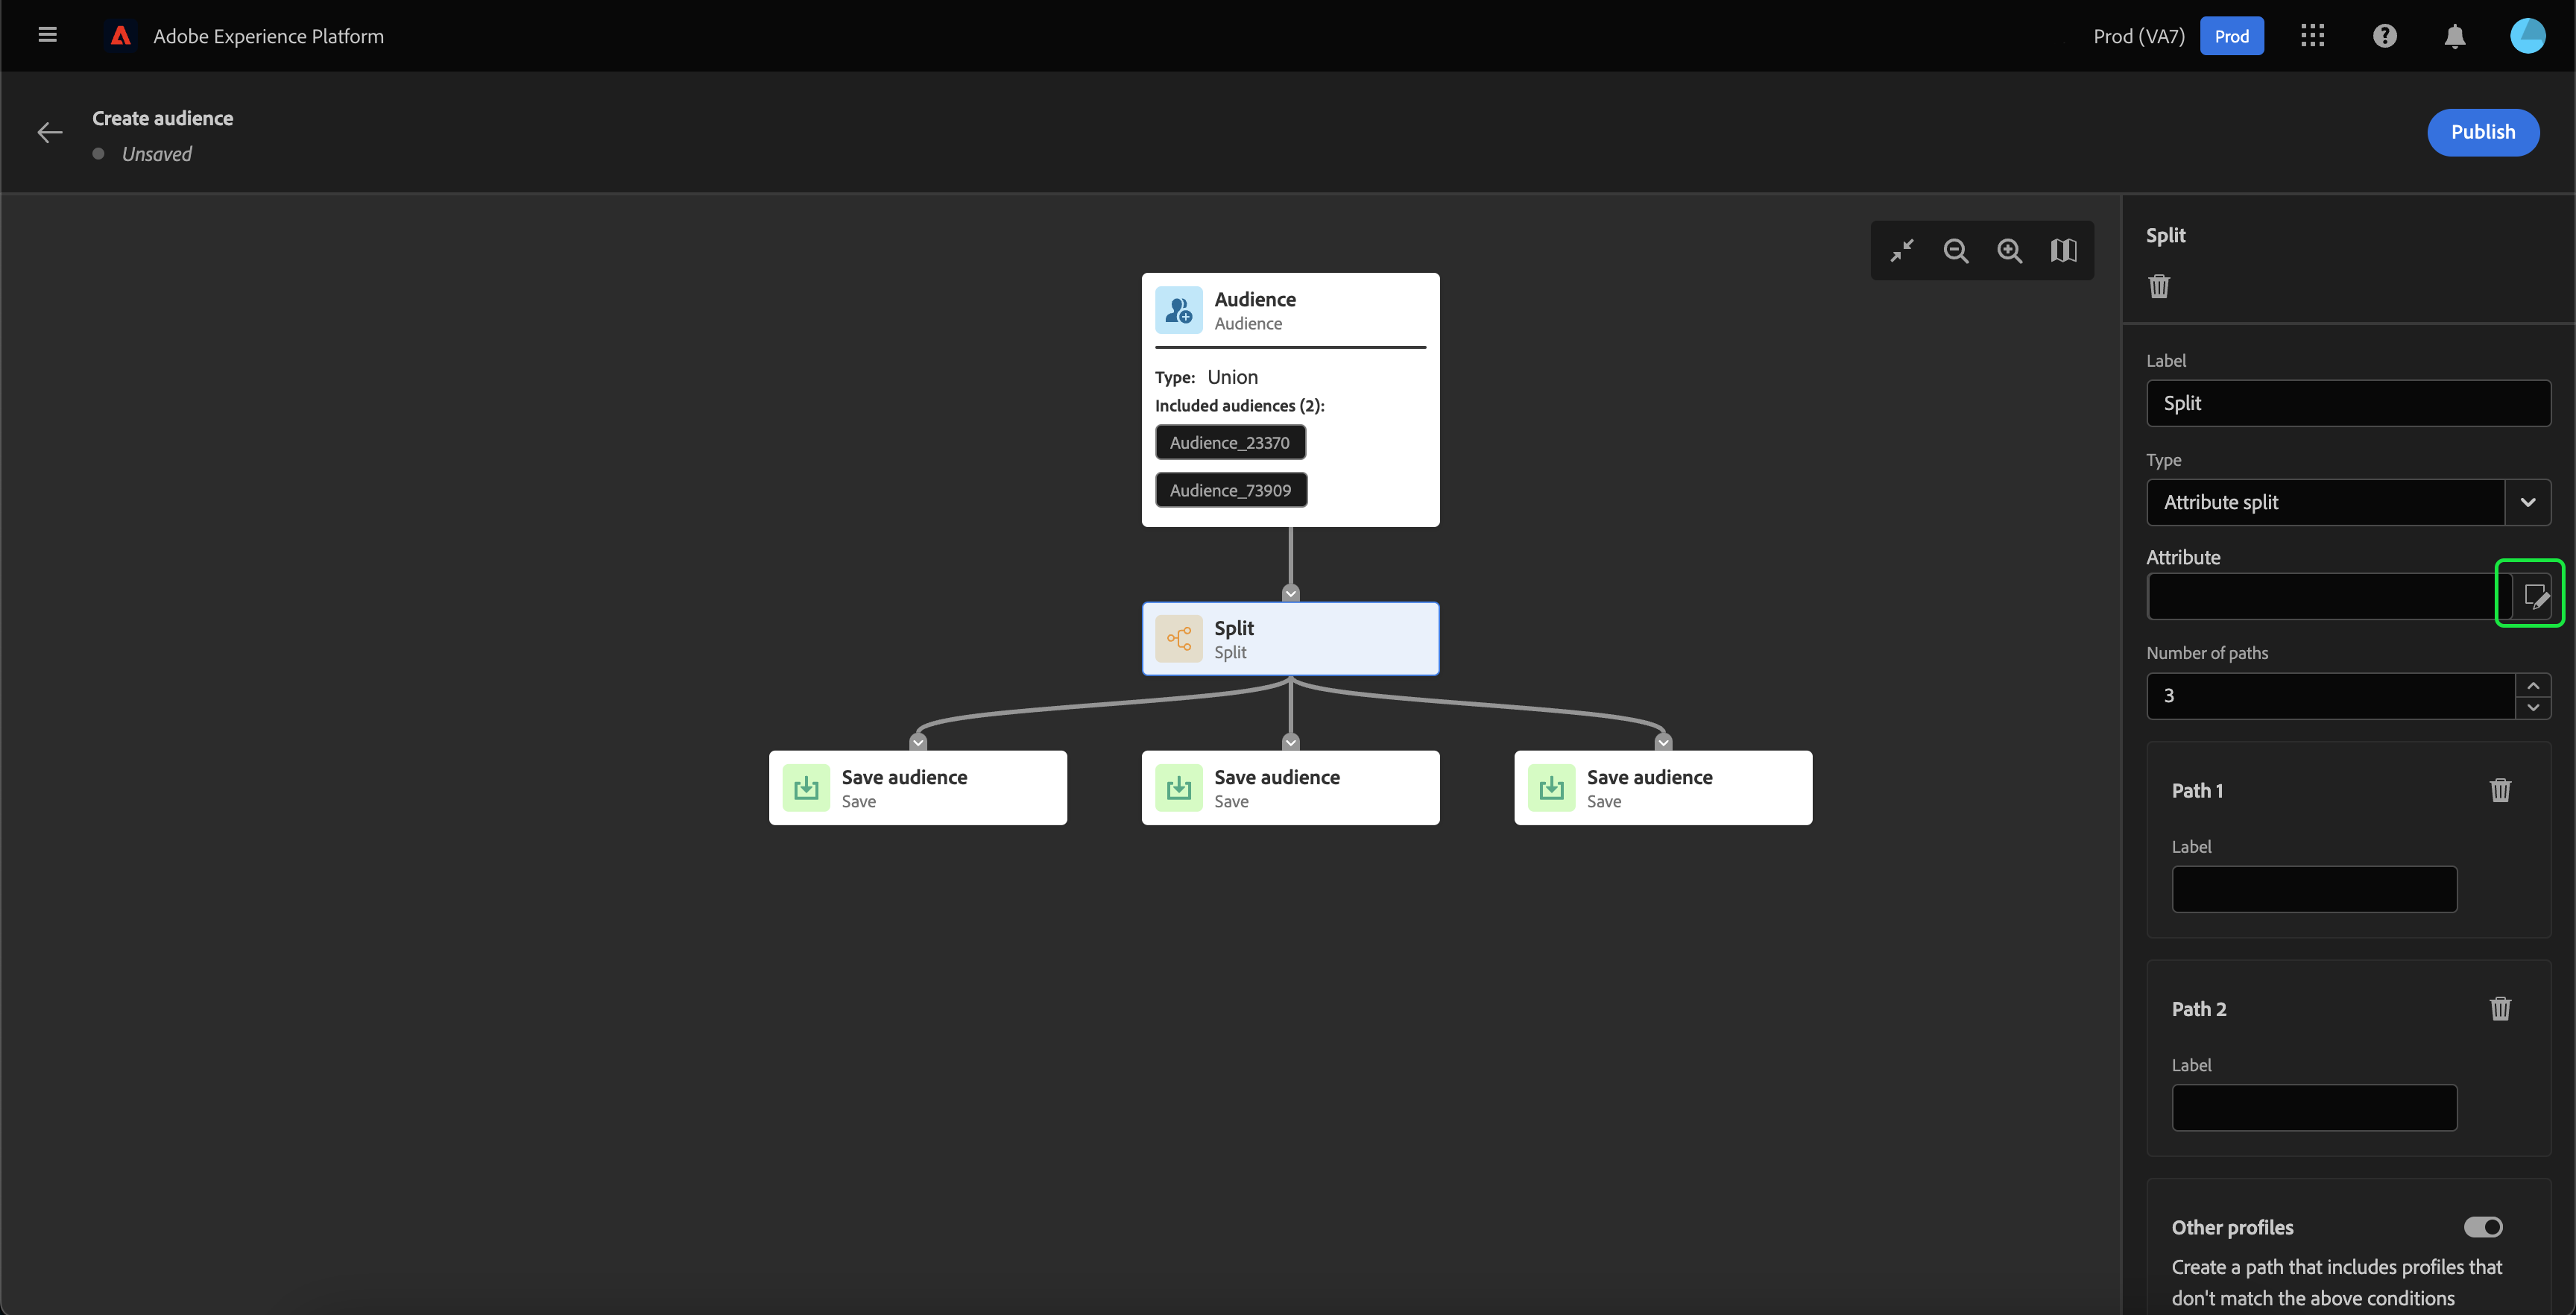 Adobe Experience Platform
Prod (VA7)
Prod
Create audience
Unsaved
Publish
Audience
Audience
Type: Union
Included audiences (2):
Audience_23370
Audience_73909
Split
Split
Save audience
Save
Save audience
Save
Save audience
Save
Split
Label
Split
Type
Attribute split
Attribute
Number of paths
3
Path 1
Label
Path 2
Label
Other profiles
Create a path that includes profiles that
don't match the above conditions